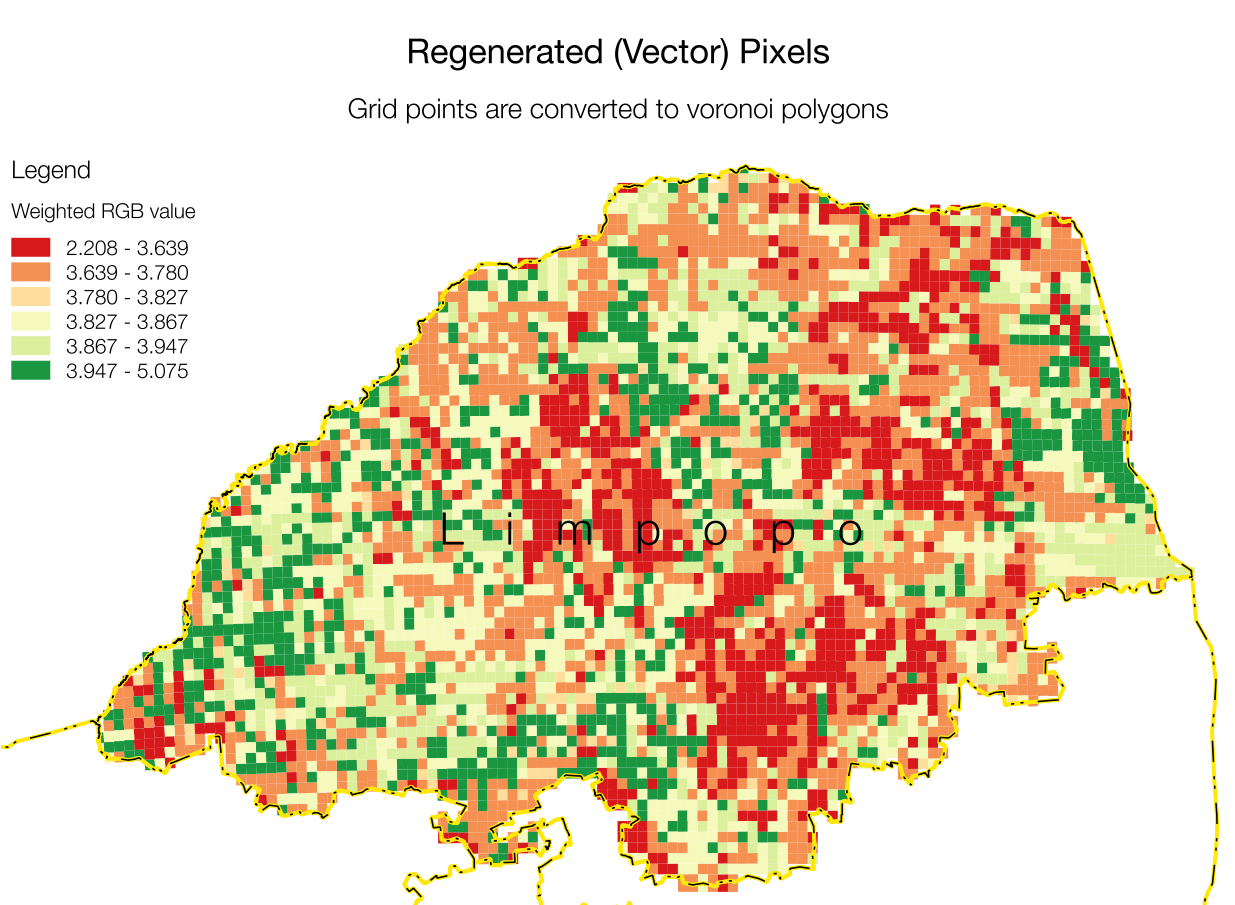 Regenerated (Vector) Pixels
Grid points are converted to voronoi polygons
Legend
Weighted RGB value
2.208 - 3.639
3.639 - 3.780
3.780 - 3.827
3.827 - 3.867
3.867 - 3.947
3.947 - 5.075
Limpopo